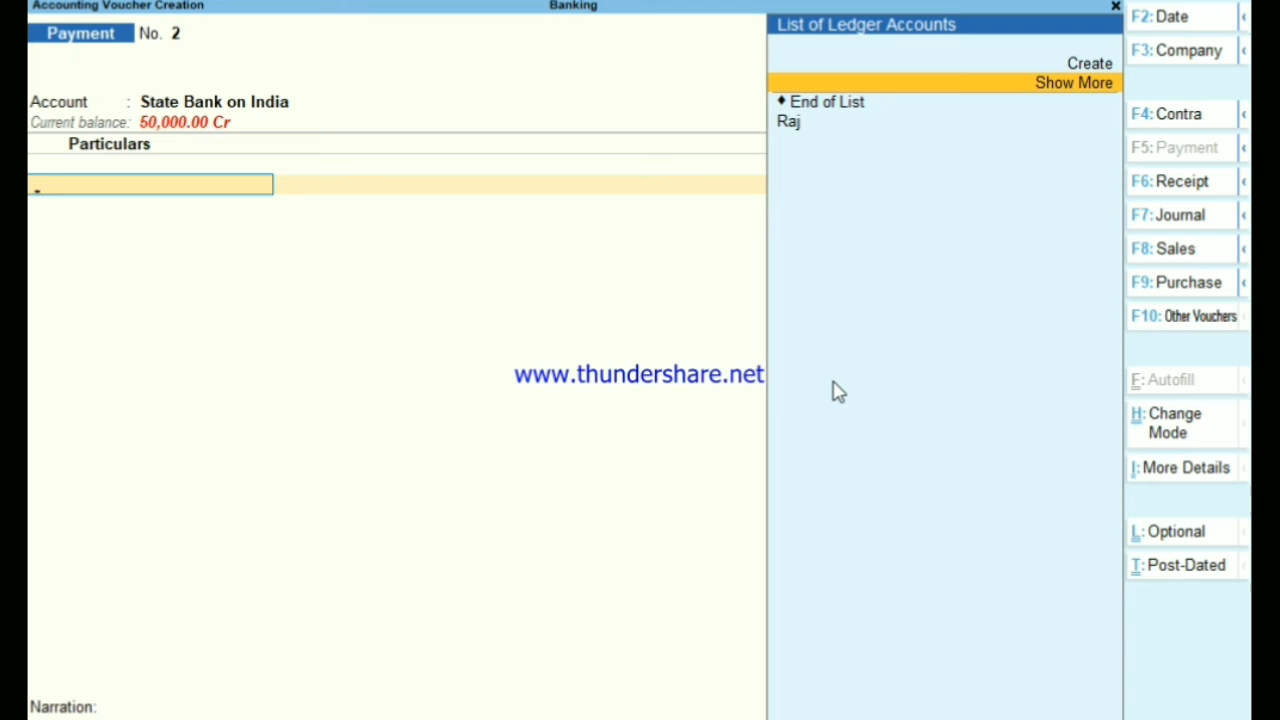 Accounting Voucher Creation
Banking
Payment No. 2
Account : State Bank on India
Current balance: 50,000.00 Cr
Particulars
www.thundershare.net
Narration:
List of Ledger Accounts
Create
Show More
♦ End of List
Raj
F2: Date
F3: Company
F4: Contra
F5: Payment
F6: Receipt
F7: Journal
F8: Sales
F9: Purchase
F10: Other Vouchers
F: Autofill
H: Change
Mode
I: More Details
L: Optional
T: Post-Dated